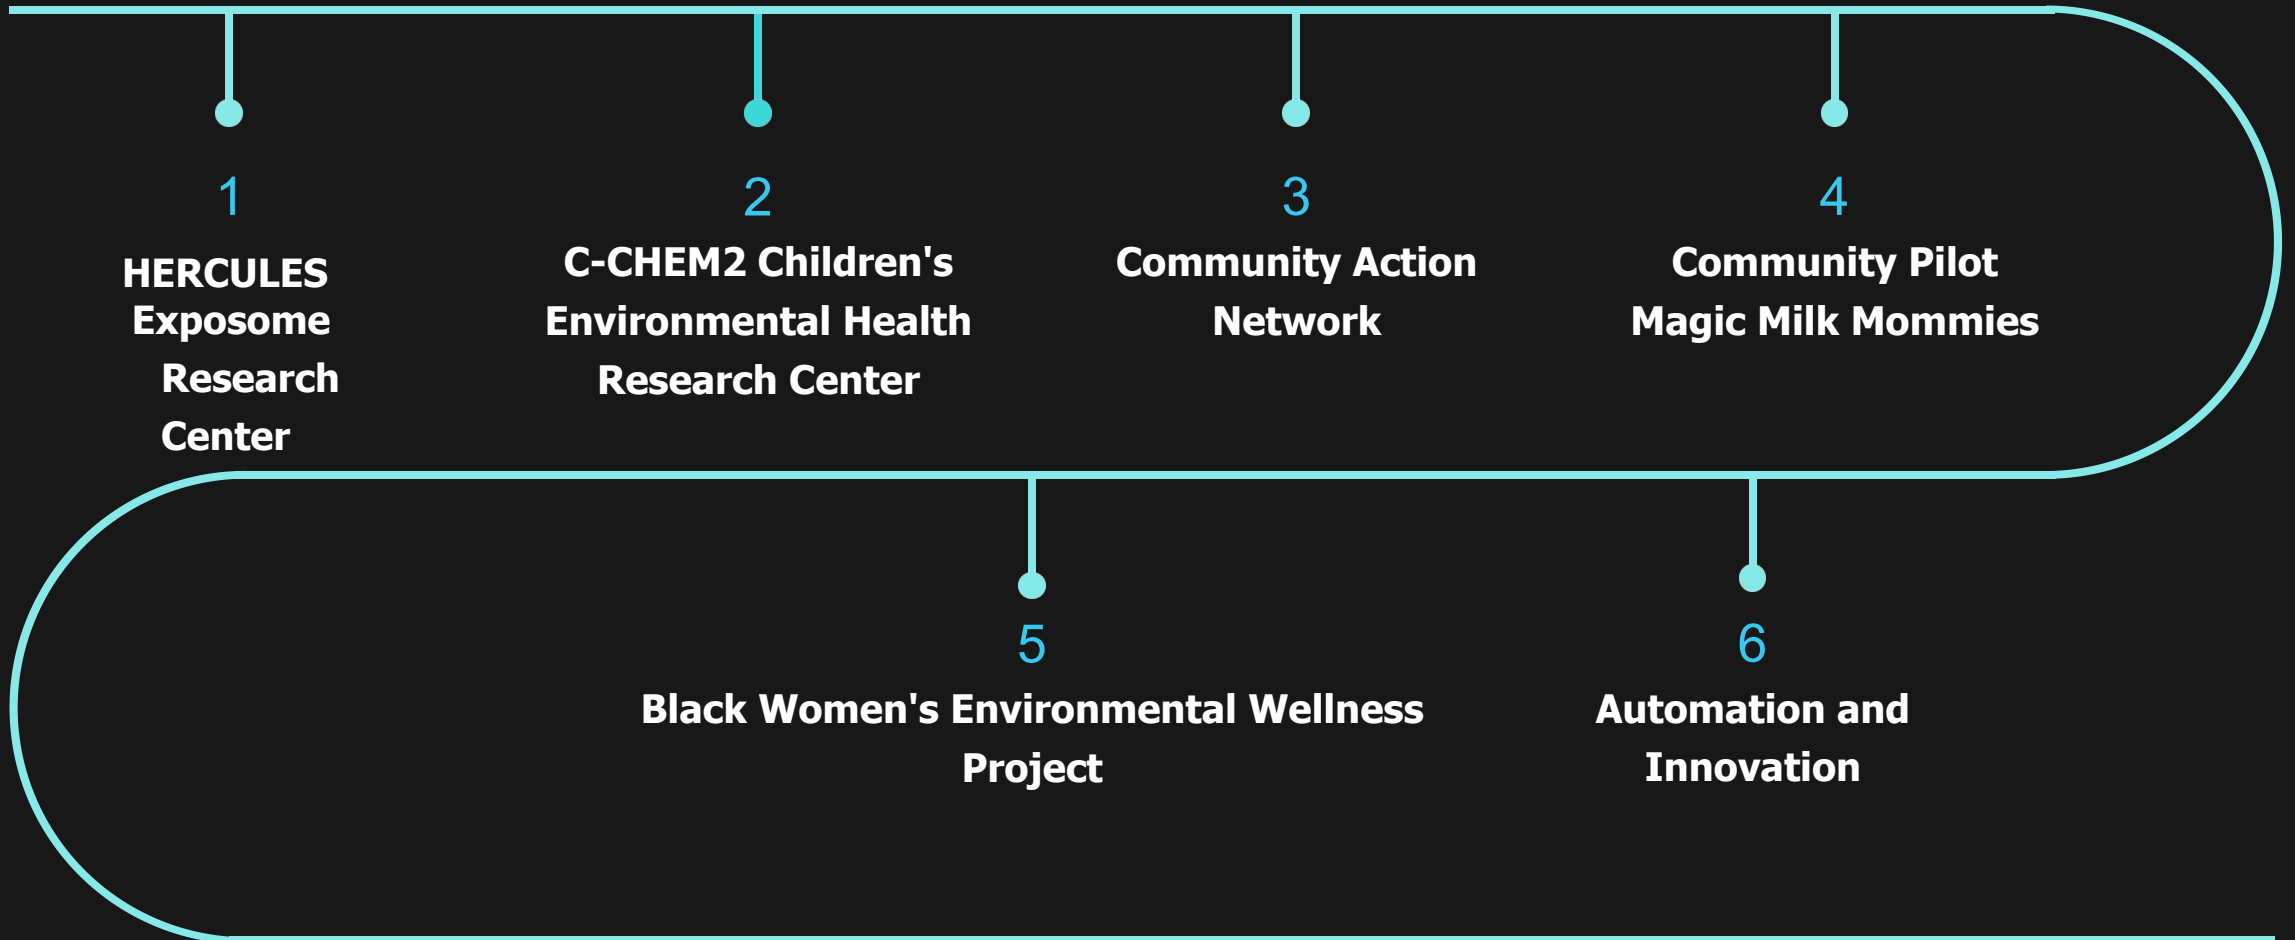 1
HERCULES
Exposome
Research
Center
2
C-CHEM2 Children's
Environmental Health
Research Center
3
Community Action
Network
4
Community Pilot
Magic Milk Mommies
5
Black Women's Environmental Wellness
Project
6
Automation and
Innovation